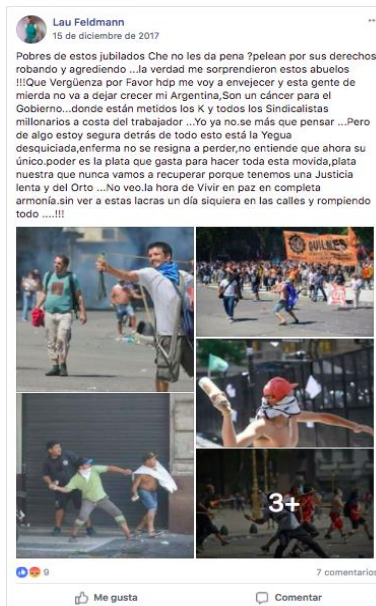 Lau Feldmann
15 de diciembre de 2017
Pobres de estos jubilados Che no les da pena ?pelean por sus derechos
robando y agrediendo ...la verdad me sorprendieron estos abuelos
!!!Que Vergüenza por Favor hdp me voy a envejecer y esta gente de
mierda no va a dejar crecer mi Argentina,Son un cáncer para el
Gobierno...donde están metidos los K y todos los Sindicalistas
millonarios a costa del trabajador ...Yo ya no.se más que pensar ...Pero
de algo estoy segura detrás de todo esto está la Yegua
desquiciada,enferma no se resigna a perder,no entiende que ahora su
único.poder es la plata que gasta para hacer toda esta movida,plata
nuestra que nunca vamos a recuperar porque tenemos una Justicia
lenta y del Orto ...No veo.la hora de Vivir en paz en completa
armonía.sin ver a estas lacras un día siquiera en las calles y rompiendo
todo ....!!!
QUILMES
3+
9
7 comentarios
Me gusta
Comentar